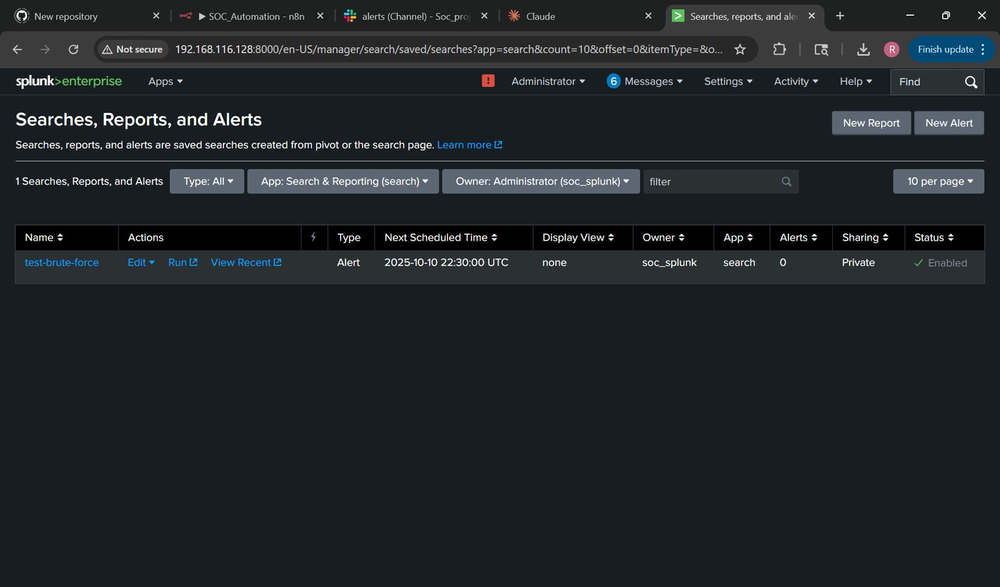 New repository
SOC_Automation - n8n
alerts (Channel) - Soc_proj
Claude
Searches, reports, and aler
Not secure
192.168.116.128:8000/en-US/manager/search/saved/searches?app=search&count=10&offset=0&itemType=&o...
R
Finish update
splunk>enterprise
Apps
!
Administrator
6 Messages
Settings
Activity
Help
Find
Searches, Reports, and Alerts
New Report
New Alert
Searches, reports, and alerts are saved searches created from pivot or the search page. Learn more
1 Searches, Reports, and Alerts
Type: All
App: Search & Reporting (search)
Owner: Administrator (soc_splunk)
filter
10 per page
Name Actions Type Next Scheduled Time Display View Owner App Alerts Sharing Status
test-brute-force Edit Run View Recent Alert 2025-10-10 22:30:00 UTC none soc_splunk search 0 Private Enabled